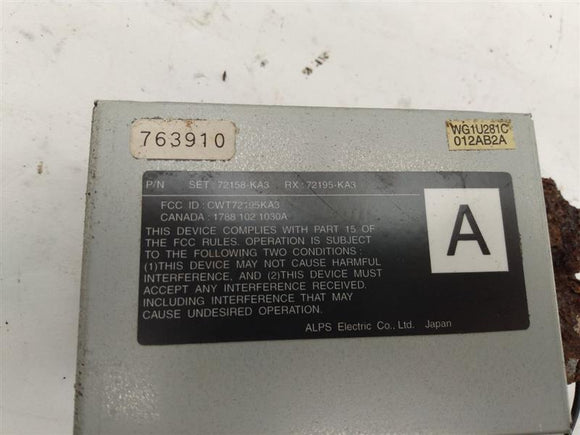 763910
WG1U281C
012AB2A
P/N SET : 72158-KA3 RX : 72195-KA3
FCC ID : CWT72195KA3
CANADA : 1788 102 1030A
THIS DEVICE COMPLIES WITH PART 15 OF
THE FCC RULES. OPERATION IS SUBJECT
TO THE FOLLOWING TWO CONDITIONS :
(1)THIS DEVICE MAY NOT CAUSE HARMFUL
INTERFERENCE, AND (2)THIS DEVICE MUST
ACCEPT ANY INTERFERENCE RECEIVED.
INCLUDING INTERFERENCE THAT MAY
CAUSE UNDESIRED OPERATION.
A
ALPS Electric Co., Ltd. Japan